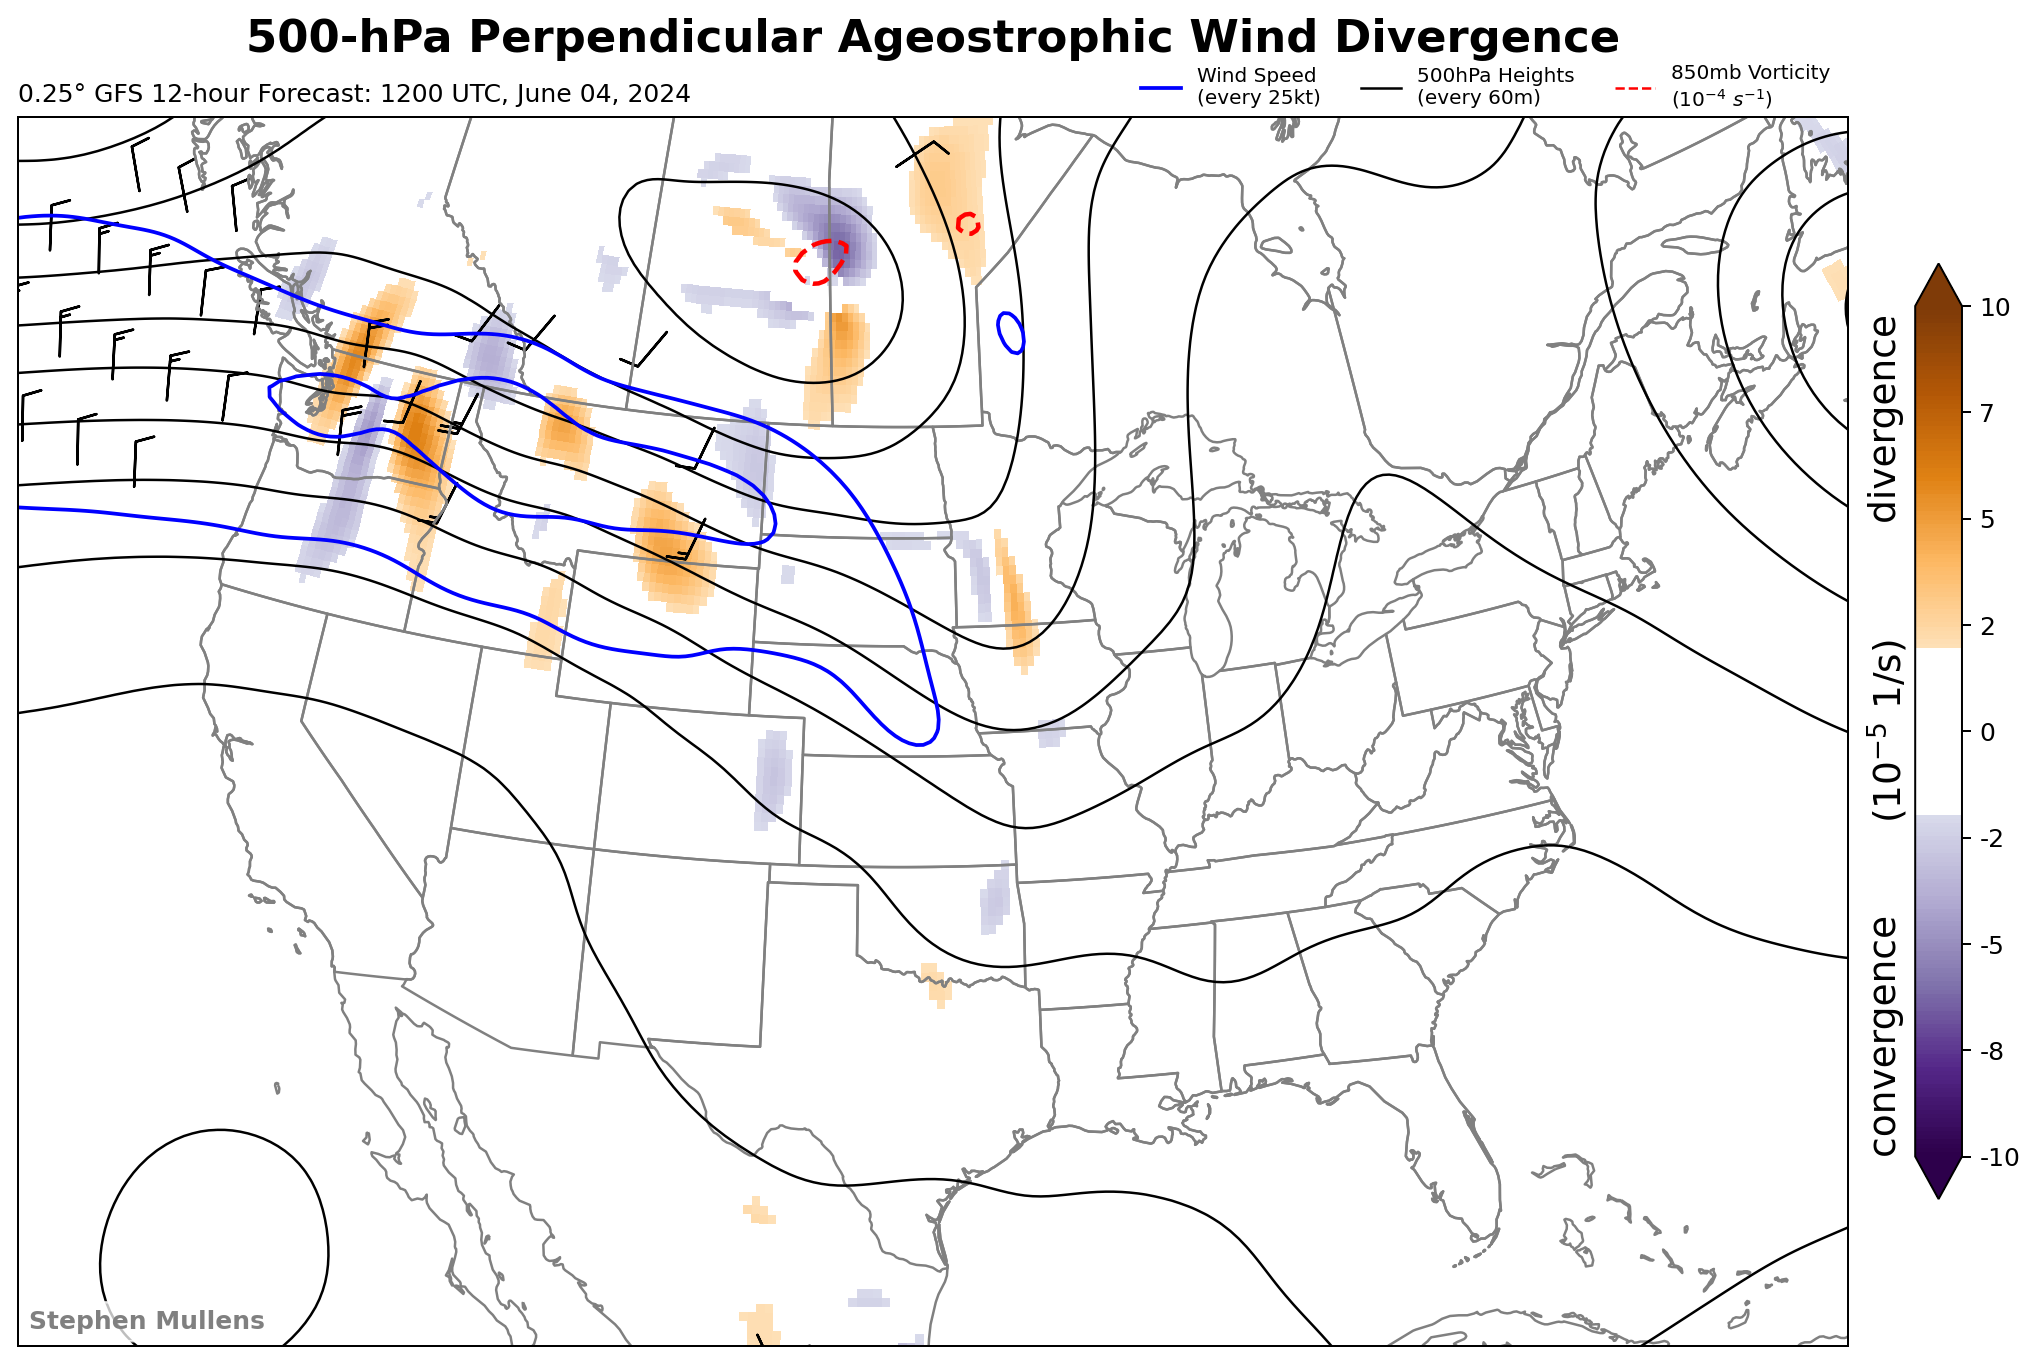 500-hPa Perpendicular Ageostrophic Wind Divergence
0.25° GFS 12-hour Forecast: 1200 UTC, June 04, 2024
Wind Speed
(every 25kt)
500hPa Heights
(every 60m)
850mb Vorticity
(10⁻⁴ s⁻¹)
10
7
5
2
0
-2
-5
-8
-10
convergence (10⁻⁵ 1/s) divergence
Stephen Mullens